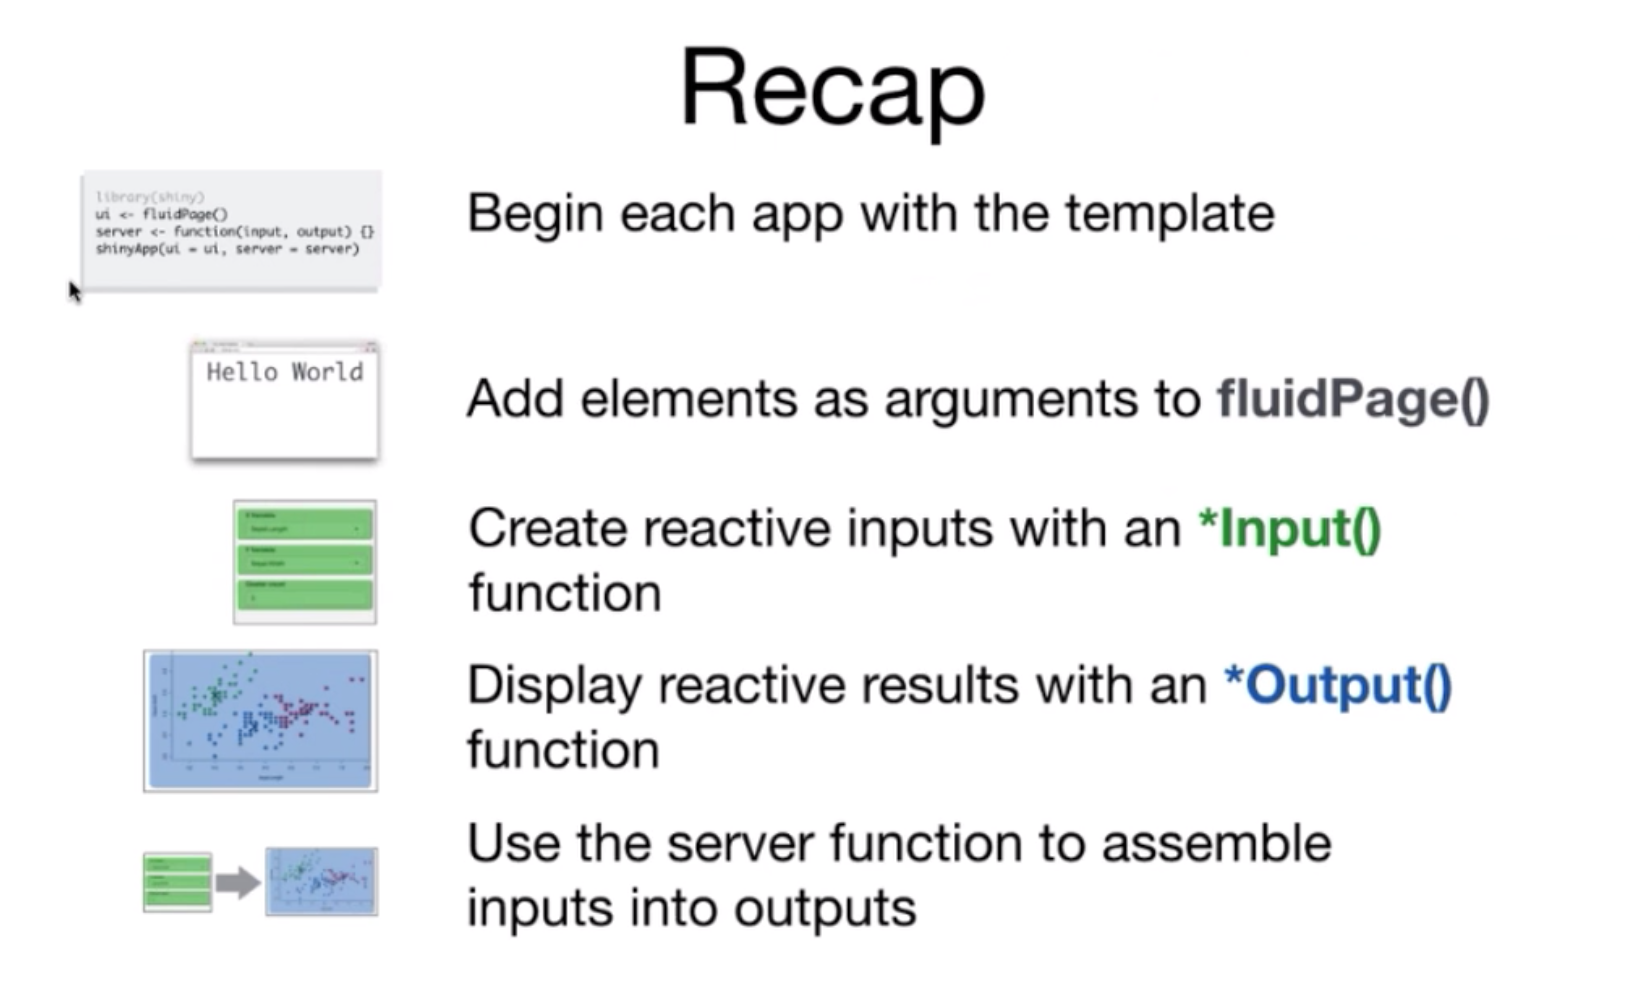 Recap
library(shiny)
ui <- fluidPage()
server <- function(input, output) {}
shinyApp(ui = ui, server = server)
Begin each app with the template
Hello World
Add elements as arguments to fluidPage()
Create reactive inputs with an *Input()
function
Display reactive results with an *Output()
function
Use the server function to assemble
inputs into outputs